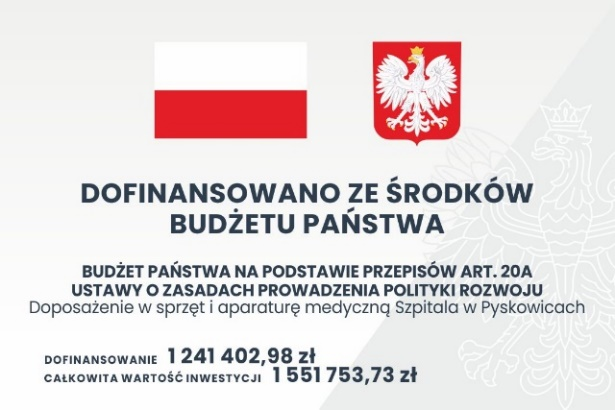 DOFINANSOWANO ZE ŚRODKÓW
BUDŻETU PAŃSTWA
BUDŻET PAŃSTWA NA PODSTAWIE PRZEPISÓW ART. 20A
USTAWY O ZASADACH PROWADZENIA POLITYKI ROZWOJU
Doposażenie w sprzęt i aparaturę medyczną Szpitala w Pyskowicach
DOFINANSOWANIE 1 241 402,98 zł
CAŁKOWITA WARTOŚĆ INWESTYCJI 1 551 753,73 zł